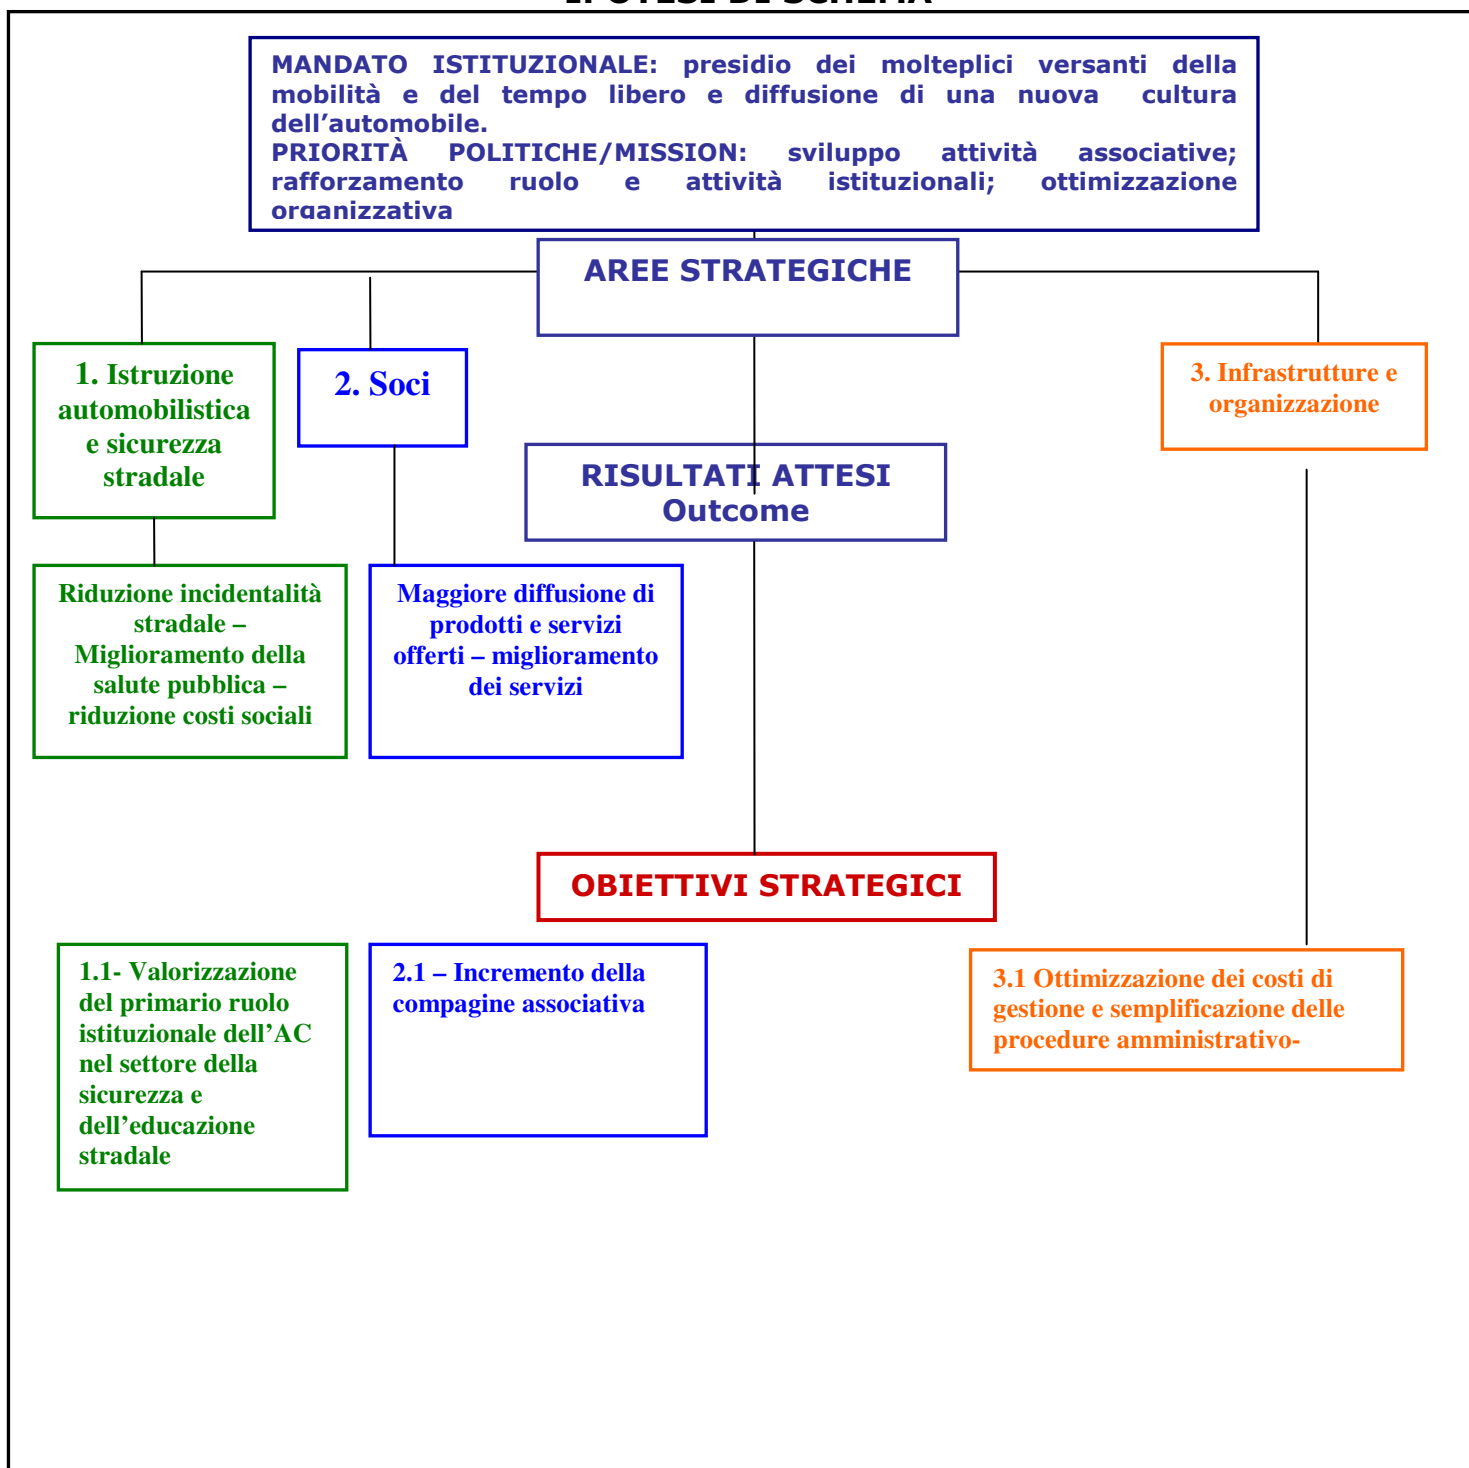 IPOTESI DI SCHEMA
MANDATO ISTITUZIONALE: presidio dei molteplici versanti della
mobilità e del tempo libero e diffusione di una nuova cultura
dell’automobile.
PRIORITÀ POLITICHE/MISSION: sviluppo attività associative;
rafforzamento ruolo e attività istituzionali; ottimizzazione
organizzativa
AREE STRATEGICHE
1. Istruzione
automobilistica
e sicurezza
stradale
2. Soci
3. Infrastrutture e
organizzazione
RISULTATI ATTESI
Outcome
Riduzione incidentalità
stradale –
Miglioramento della
salute pubblica –
riduzione costi sociali
Maggiore diffusione di
prodotti e servizi
offerti – miglioramento
dei servizi
OBIETTIVI STRATEGICI
1.1- Valorizzazione
del primario ruolo
istituzionale dell’AC
nel settore della
sicurezza e
dell’educazione
stradale
2.1 – Incremento della
compagine associativa
3.1 Ottimizzazione dei costi di
gestione e semplificazione delle
procedure amministrativo-